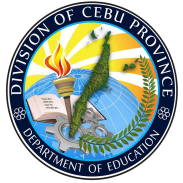 DIVISION OF CEBU PROVINCE
DEPARTMENT OF EDUCATION